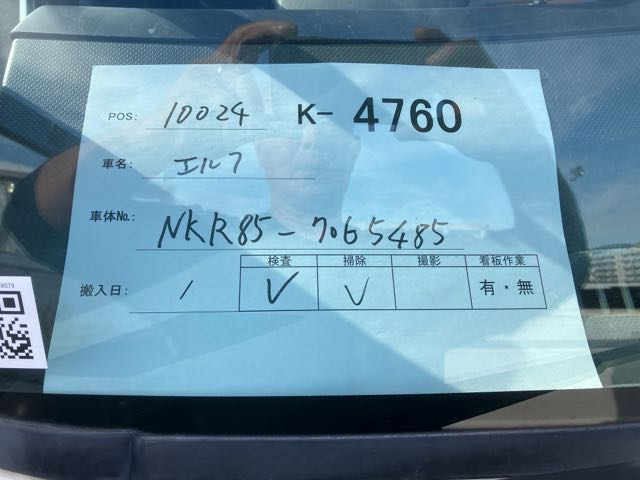 POS: 10024 K- 4760
車名: エルフ
車体No.: NKR85-7065485
検査 掃除 撮影 看板作業
搬入日: / ✓ ✓ 有・無
9079